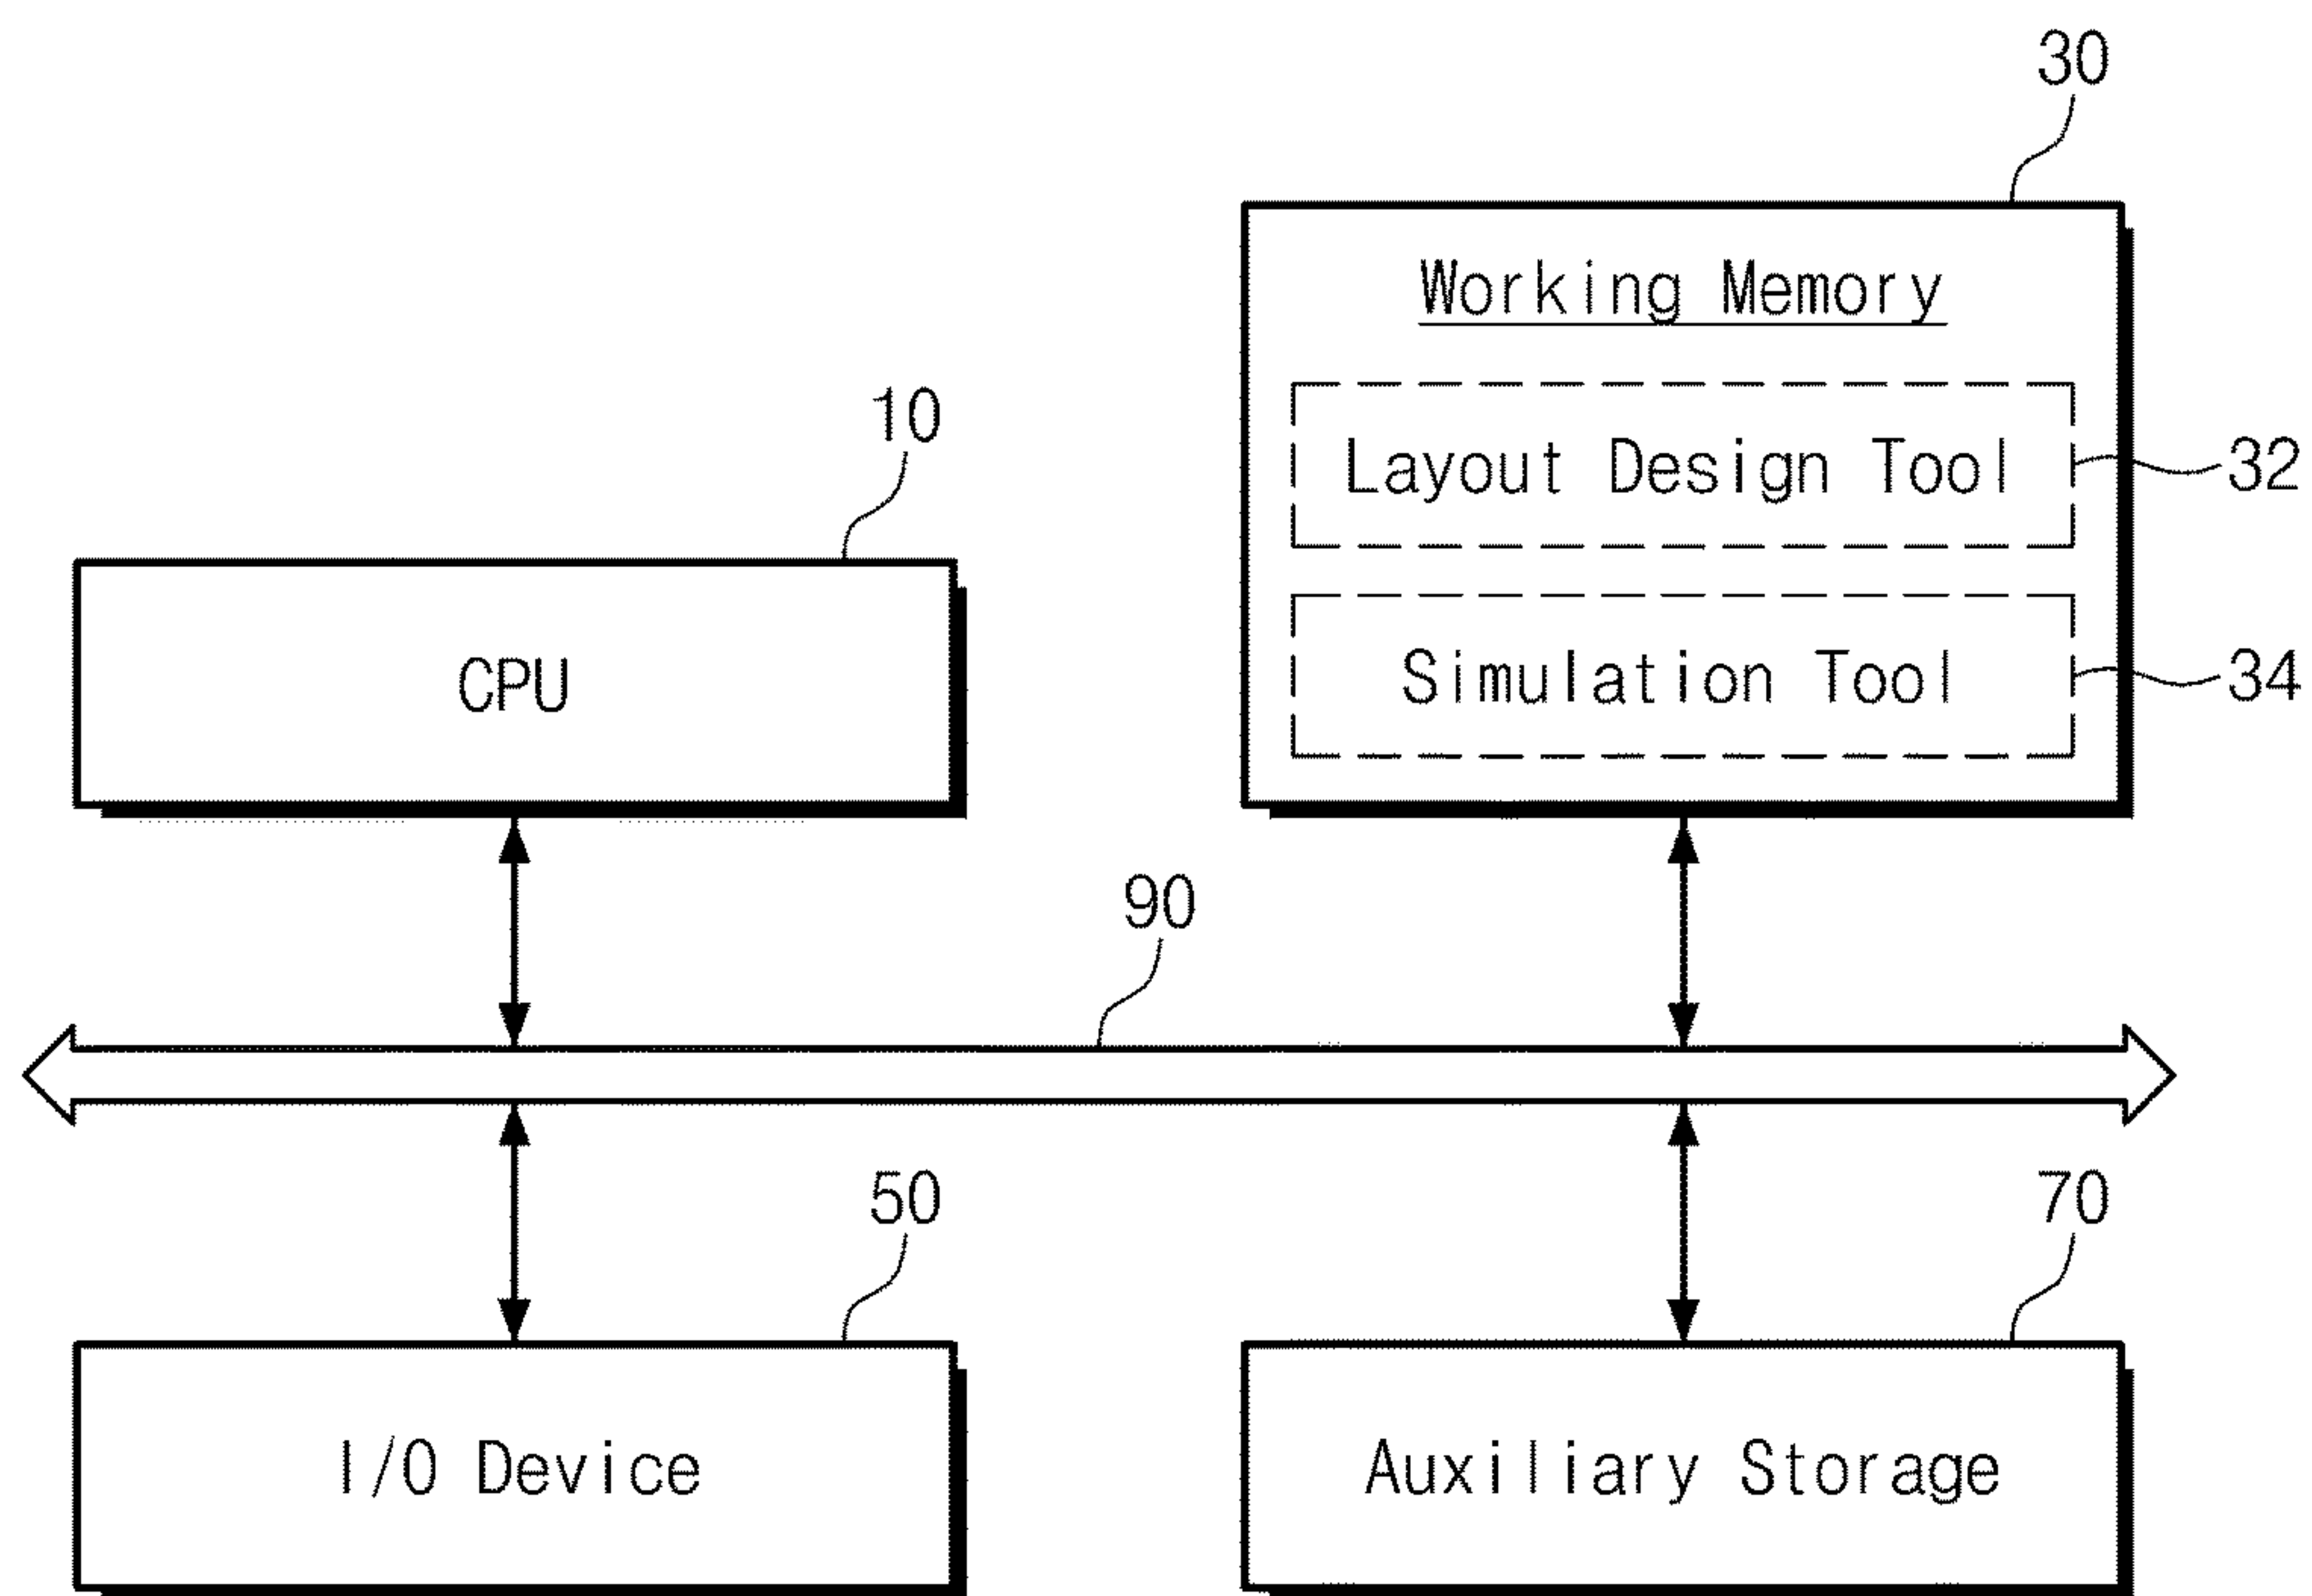 30
Working Memory
10
Layout Design Tool
32
CPU
Simulation Tool
34
90
50
70
I/O Device
Auxiliary Storage